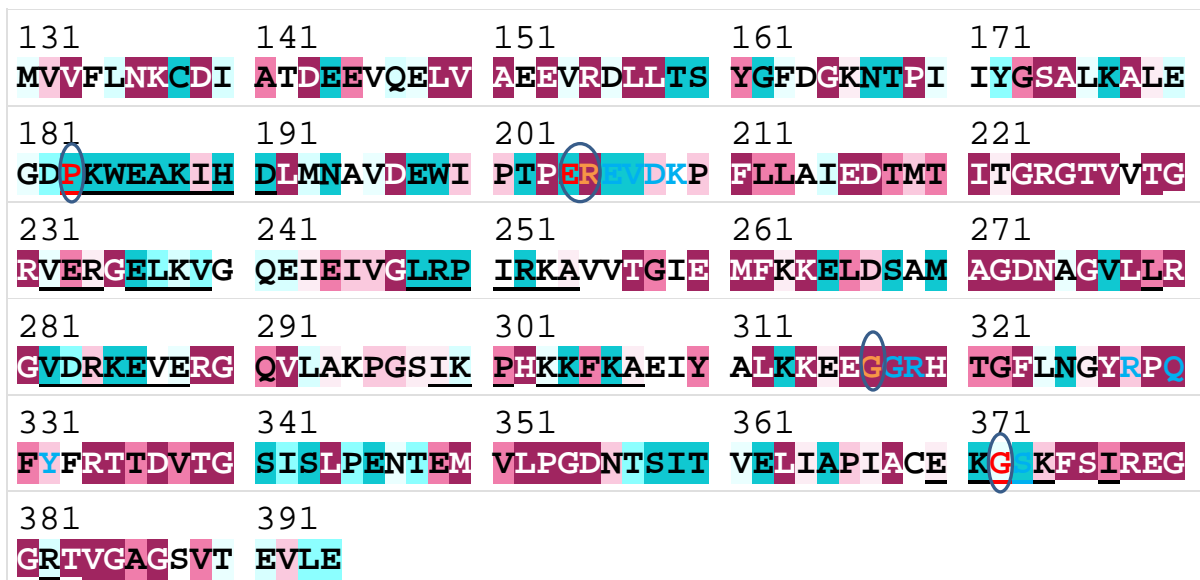 131 141 151 161 171
MVVFLNKCDI ATDEEVQELV AEEVRDLLTS YGFDGKNTPI IYGSALKALE
181 191 201 211 221
GDPKWEAKIH DLMNAVDEWI PTPEREVDKP FLLAIEDTMT ITGRGTVVTG
231 241 251 261 271
RVERGELKVG QEIEIVGLRP IRKAVVTGIE MFKKELDSAM AGDNAGVLLR
281 291 301 311 321
GVDRKEVERG QVLAKPGSIK PHKKFKAEIY ALKKEEGGRH TGFLNGYRPQ
331 341 351 361 371
FYFRTTDVTG SISLPENTEM VLPGDNTSIT VELIAPIACE KGSKFSIREG
381 391
GRTVGAGSVT EVLE